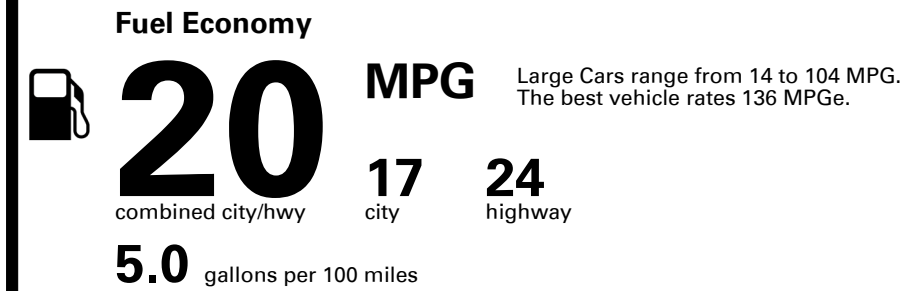 Fuel Economy
20 MPG
Large Cars range from 14 to 104 MPG.
The best vehicle rates 136 MPGe.
combined city/hwy
17
city
24
highway
5.0 gallons per 100 miles